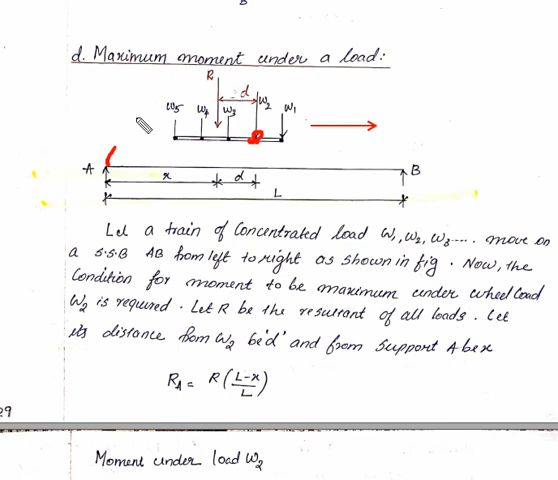 d. Maximum moment under a load:
R
d
W5 W4 W3 W2 W1
A B
x d
L
Let a train of Concentrated load W1, W2, W3..... move on
a S.S.B AB from left to right as shown in fig. Now, the
Condition for moment to be maximum under wheel load
W2 is required. Let R be the resultant of all loads. Let
its distance from W2 be 'd' and from support A be x
RA = R(L-x/L)
29
Moment under load W2